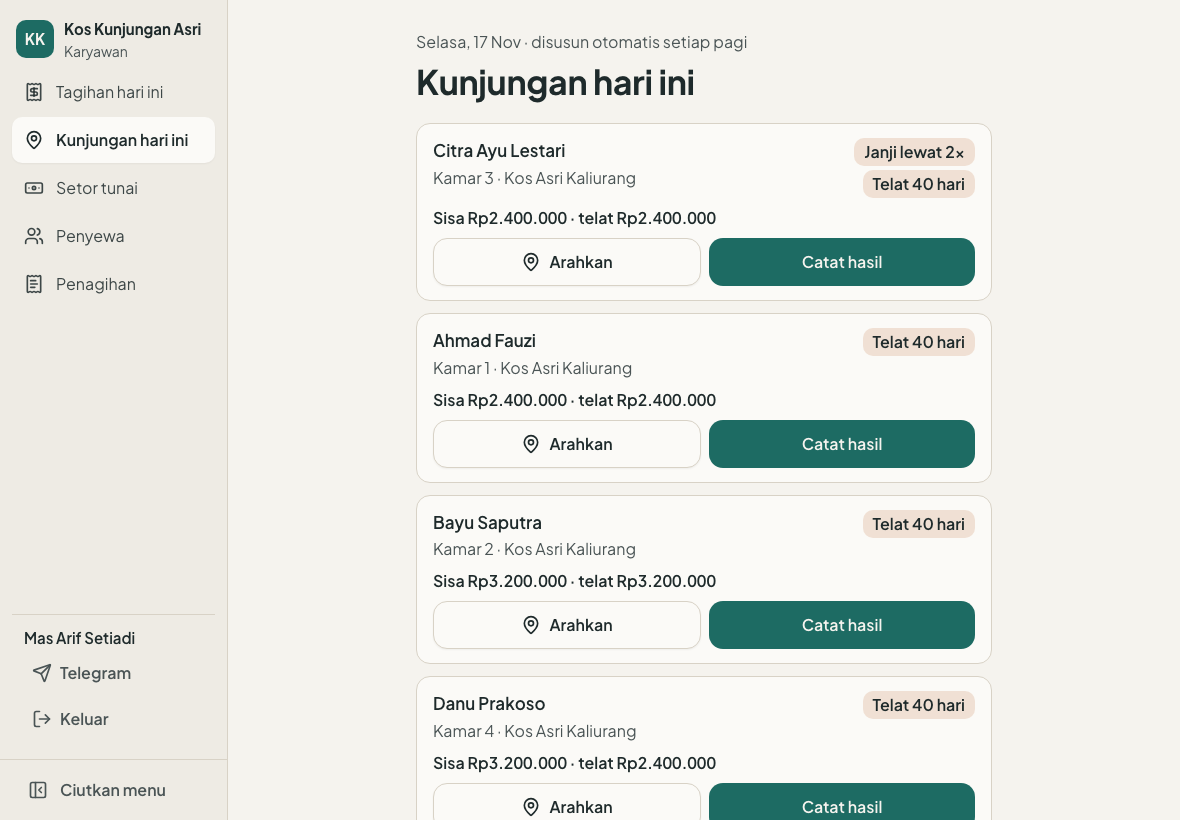 KK
Kos Kunjungan Asri
Karyawan
Tagihan hari ini
Kunjungan hari ini
Setor tunai
Penyewa
Penagihan
Mas Arif Setiadi
Telegram
Keluar
Ciutkan menu
Selasa, 17 Nov · disusun otomatis setiap pagi
Kunjungan hari ini
Citra Ayu Lestari
Janji lewat 2×
Kamar 3 · Kos Asri Kaliurang
Telat 40 hari
Sisa Rp2.400.000 · telat Rp2.400.000
Arahkan
Catat hasil
Ahmad Fauzi
Telat 40 hari
Kamar 1 · Kos Asri Kaliurang
Sisa Rp2.400.000 · telat Rp2.400.000
Arahkan
Catat hasil
Bayu Saputra
Telat 40 hari
Kamar 2 · Kos Asri Kaliurang
Sisa Rp3.200.000 · telat Rp3.200.000
Arahkan
Catat hasil
Danu Prakoso
Telat 40 hari
Kamar 4 · Kos Asri Kaliurang
Sisa Rp3.200.000 · telat Rp2.400.000
Arahkan
Catat hasil